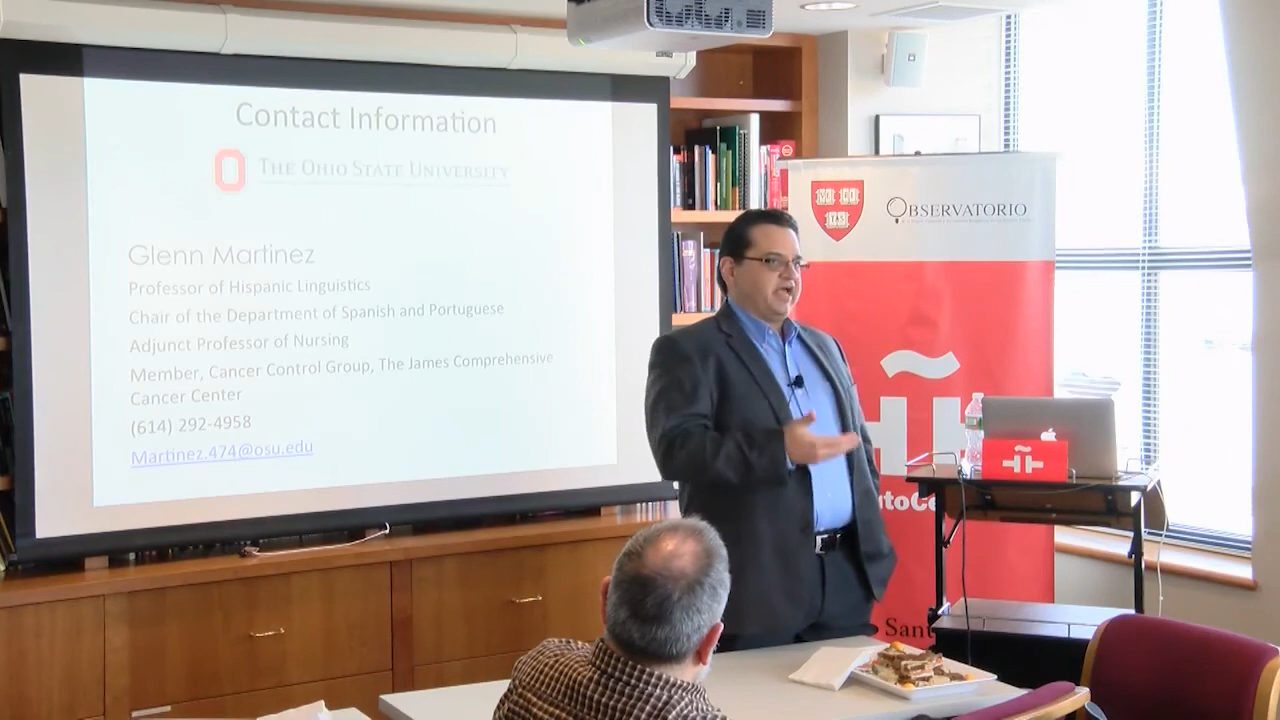 Contact Information
THE OHIO STATE UNIVERSITY
Glenn Martinez
Professor of Hispanic Linguistics
Chair of the Department of Spanish and Portuguese
Adjunct Professor of Nursing
Member, Cancer Control Group, The James Comprehensive
Cancer Center
(614) 292-4958
Martinez.474@osu.edu
OBSERVATORIO
utoCe
Sant